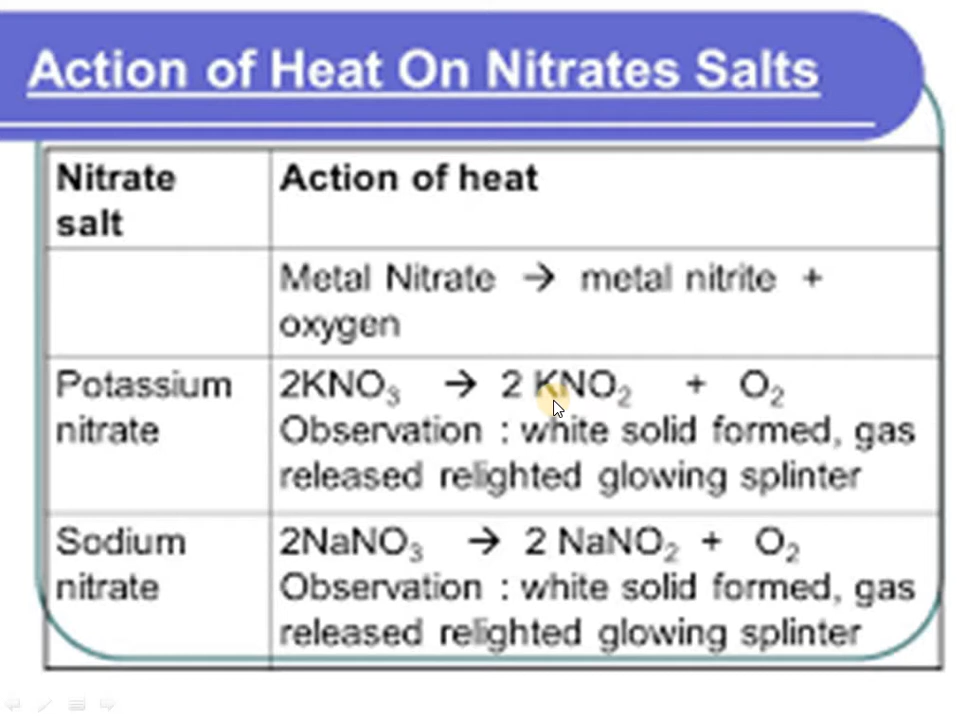 Action of Heat On Nitrates Salts
Nitrate
salt
Action of heat
Metal Nitrate → metal nitrite +
oxygen
Potassium
nitrate
2KNO₃ → 2 KNO₂ + O₂
Observation : white solid formed, gas
released relighted glowing splinter
Sodium
nitrate
2NaNO₃ → 2 NaNO₂ + O₂
Observation : white solid formed, gas
released relighted glowing splinter